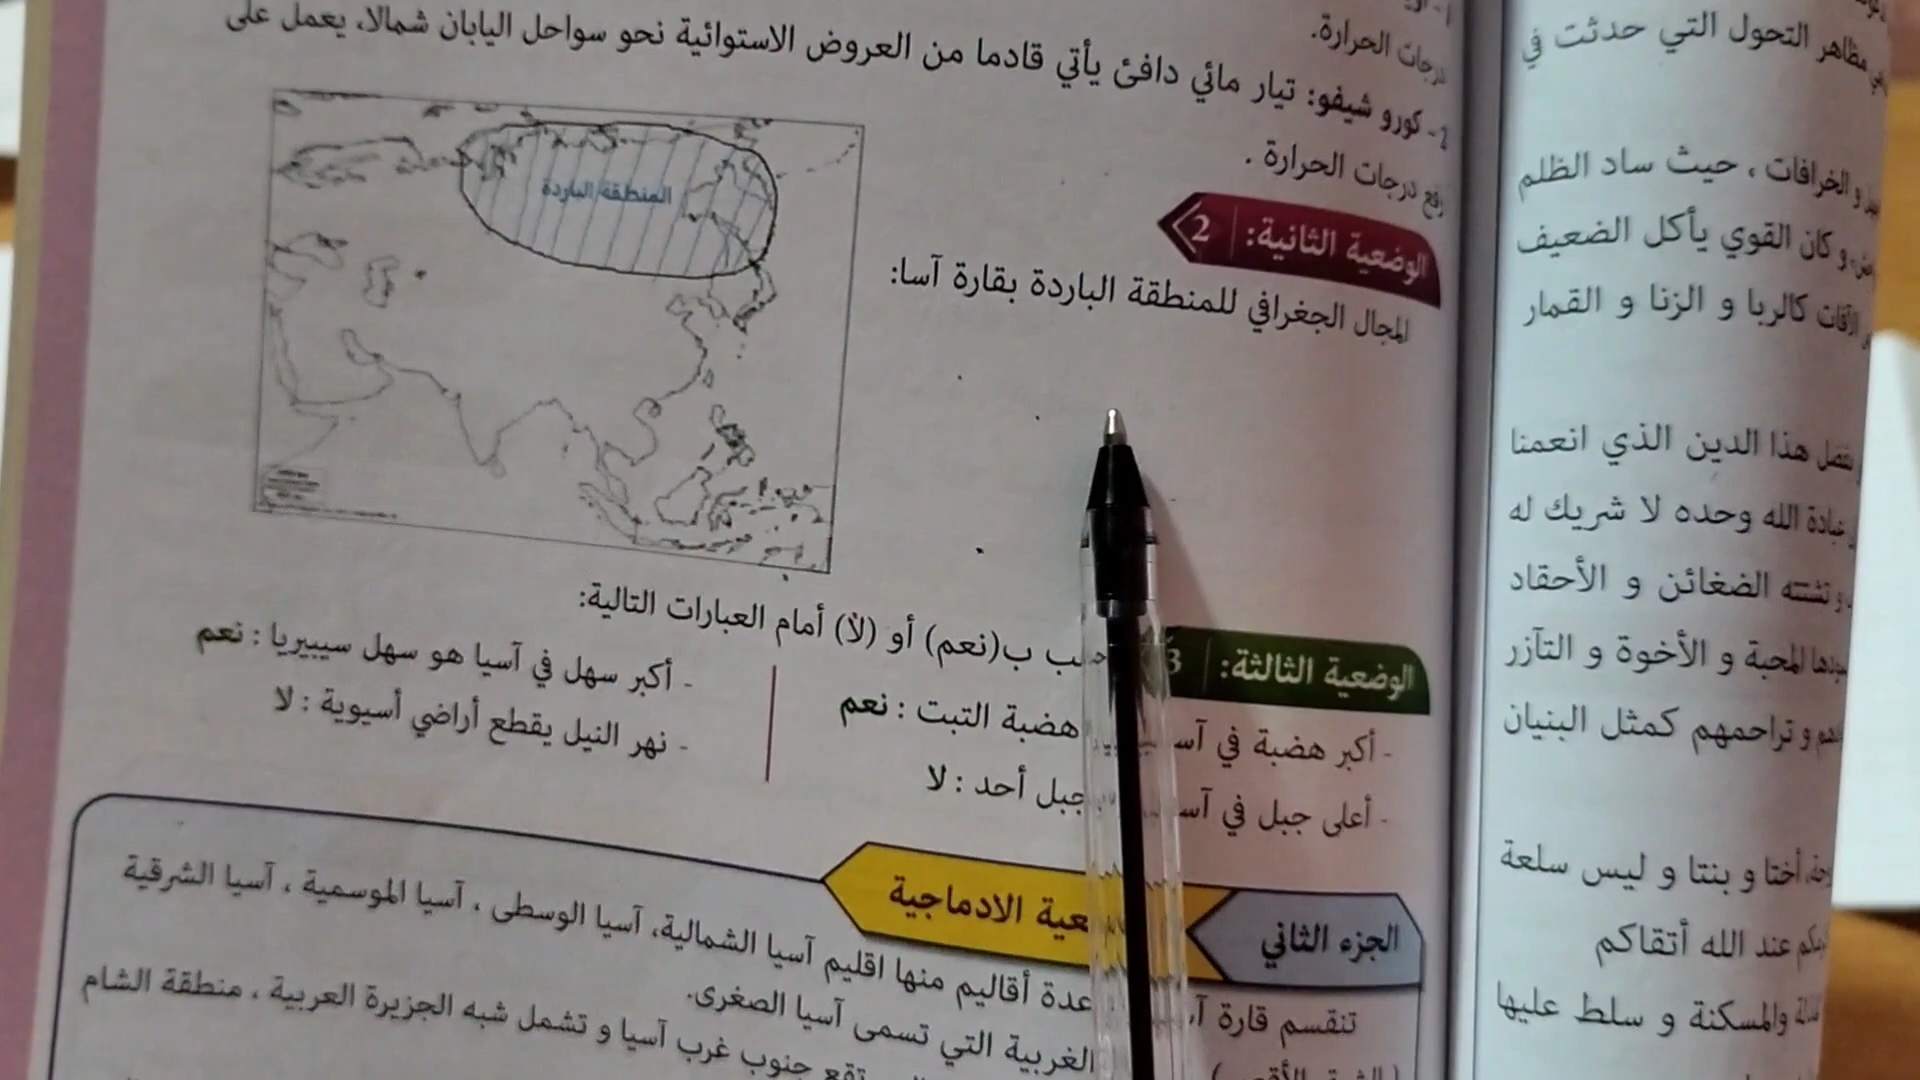 درجات الحرارة.
2- كورو شيفو: تيار مائي دافئ يأتي قادما من العروض الاستوائية نحو سواحل اليابان شمالا، يعمل على
رفع درجات الحرارة .
الوضعية الثانية: 2
المجال الجغرافي للمنطقة الباردة بقارة آسا:
المنطقة الباردة
الوضعية الثالثة: 3
ب(نعم) أو (لا) أمام العبارات التالية:
- أكبر هضبة في هضبة التبت : نعم
- أعلى جبل في جبل أحد : لا
- أكبر سهل في آسيا هو سهل سيبيريا : نعم
- نهر النيل يقطع أراضي أسيوية : لا
الجزء الثاني
الادماجية
تنقسم قارة عدة أقاليم منها اقليم آسيا الشمالية، آسيا الوسطى ، آسيا الموسمية ، آسيا الشرقية
الغربية التي تسمى آسيا الصغرى.
تقع جنوب غرب آسيا و تشمل شبه الجزيرة العربية ، منطقة الشام
مظاهر التحول التي حدثت في
و الخرافات ، حيث ساد الظلم
و كان القوي يأكل الضعيف
كالربا و الزنا و القمار
هذا الدين الذي انعمنا
عبادة الله وحده لا شريك له
الضغائن و الأحقاد
المحبة و الأخوة و التآزر
و تراحمهم كمثل البنيان
أختا و بنتا و ليس سلعة
عند الله أتقاكم
والمسكنة و سلط عليها